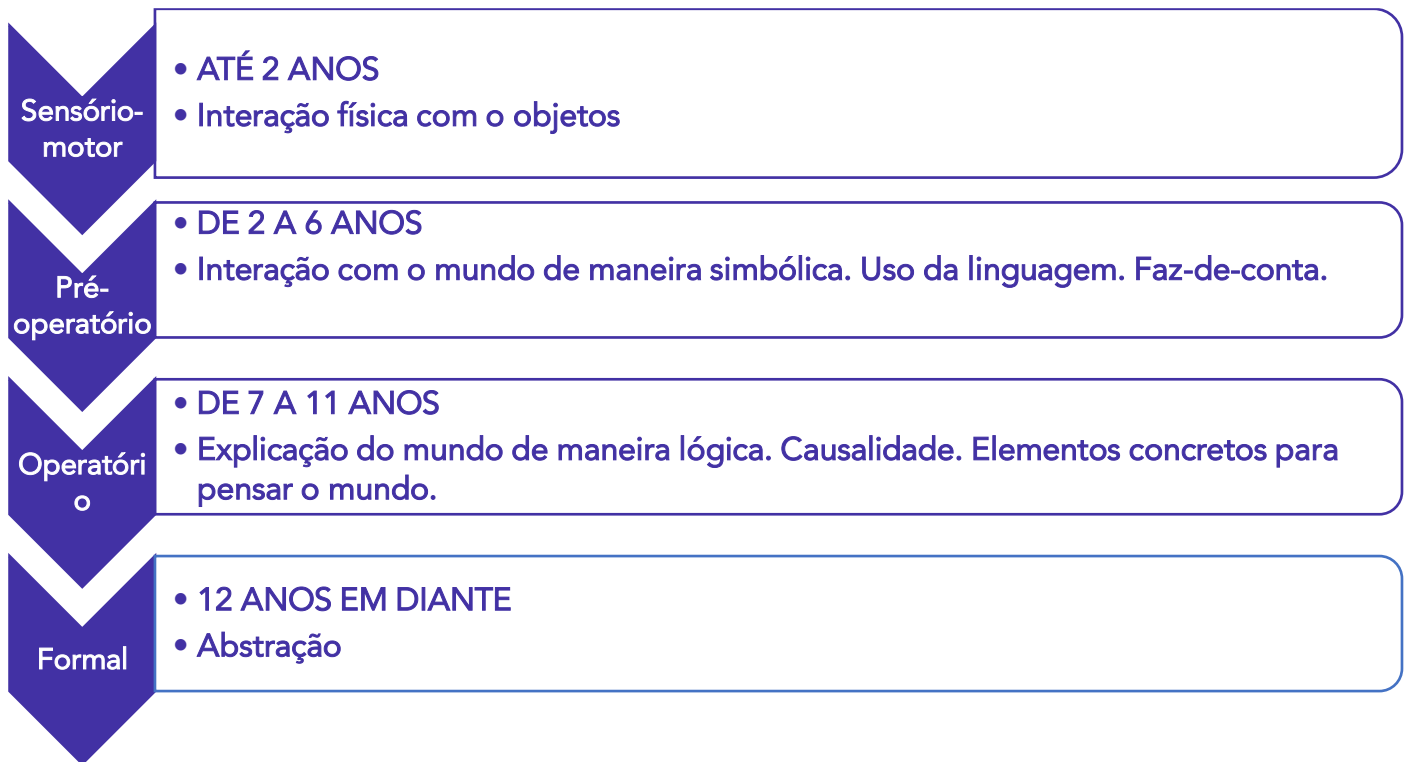 Sensório-
motor
• ATÉ 2 ANOS
• Interação física com o objetos
Pré-
operatório
• DE 2 A 6 ANOS
• Interação com o mundo de maneira simbólica. Uso da linguagem. Faz-de-conta.
Operatóri
o
• DE 7 A 11 ANOS
• Explicação do mundo de maneira lógica. Causalidade. Elementos concretos para
pensar o mundo.
Formal
• 12 ANOS EM DIANTE
• Abstração